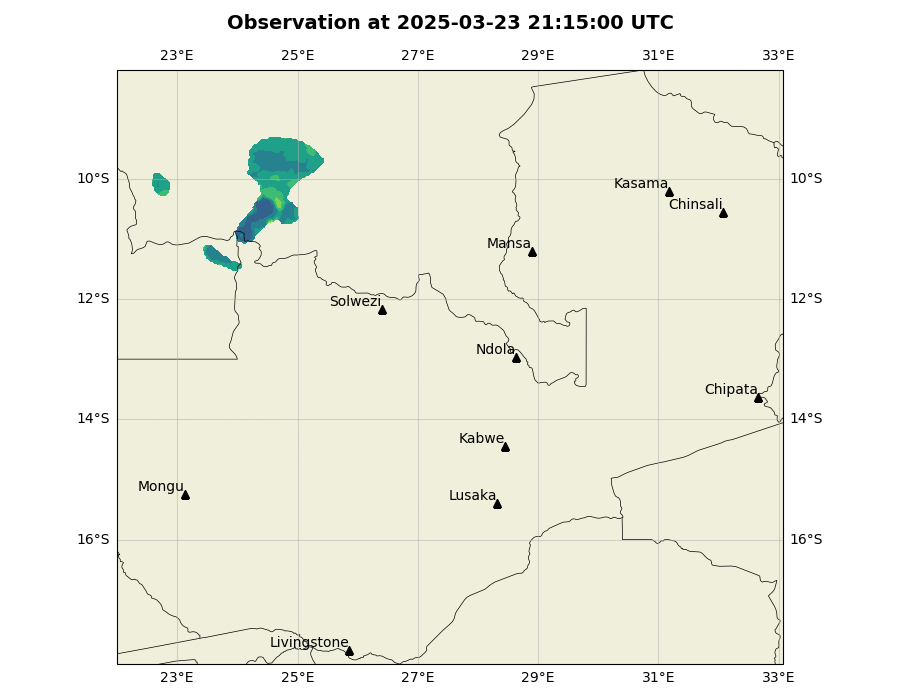 Observation at 2025-03-23 21:15:00 UTC
23°E 25°E 27°E 29°E 31°E 33°E
10°S 10°S
Kasama
Chinsali
Mansa
12°S 12°S
Solwezi
Ndola
Chipata
14°S 14°S
Kabwe
Mongu
Lusaka
16°S 16°S
Livingstone
23°E 25°E 27°E 29°E 31°E 33°E